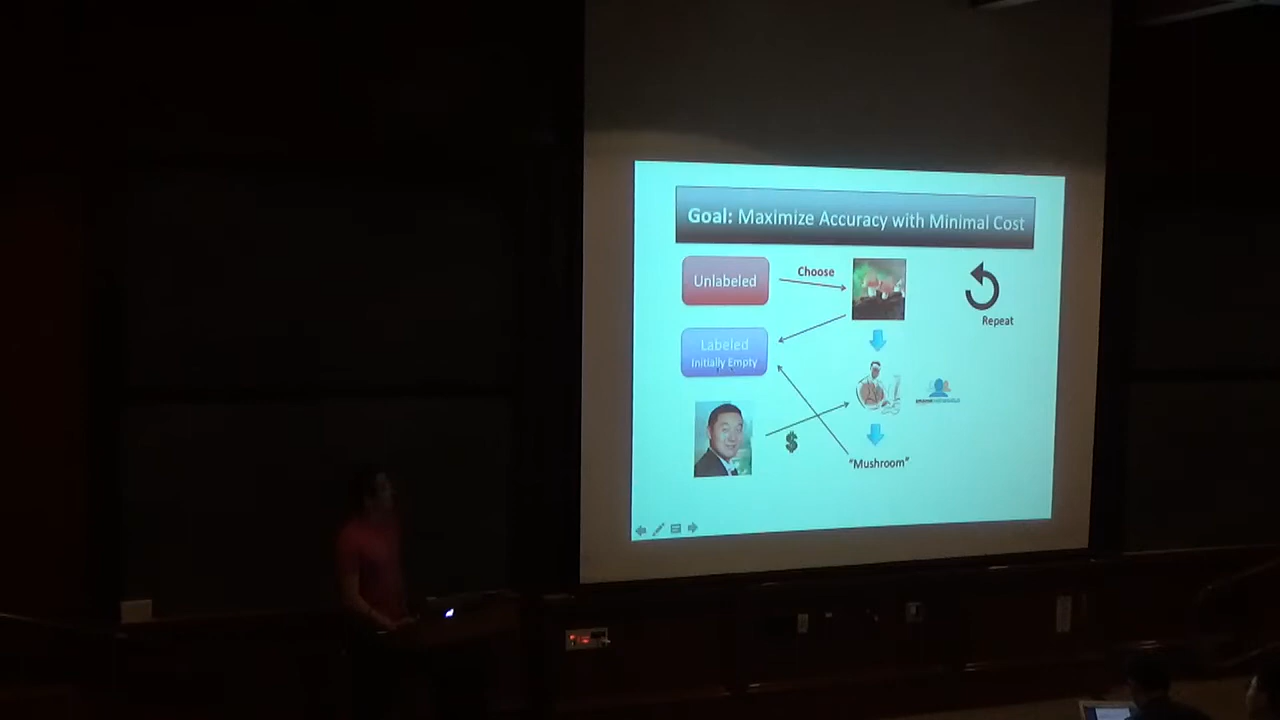 Goal: Maximize Accuracy with Minimal Cost
Unlabeled
Choose
Repeat
Labeled
Initially Empty
$
"Mushroom"